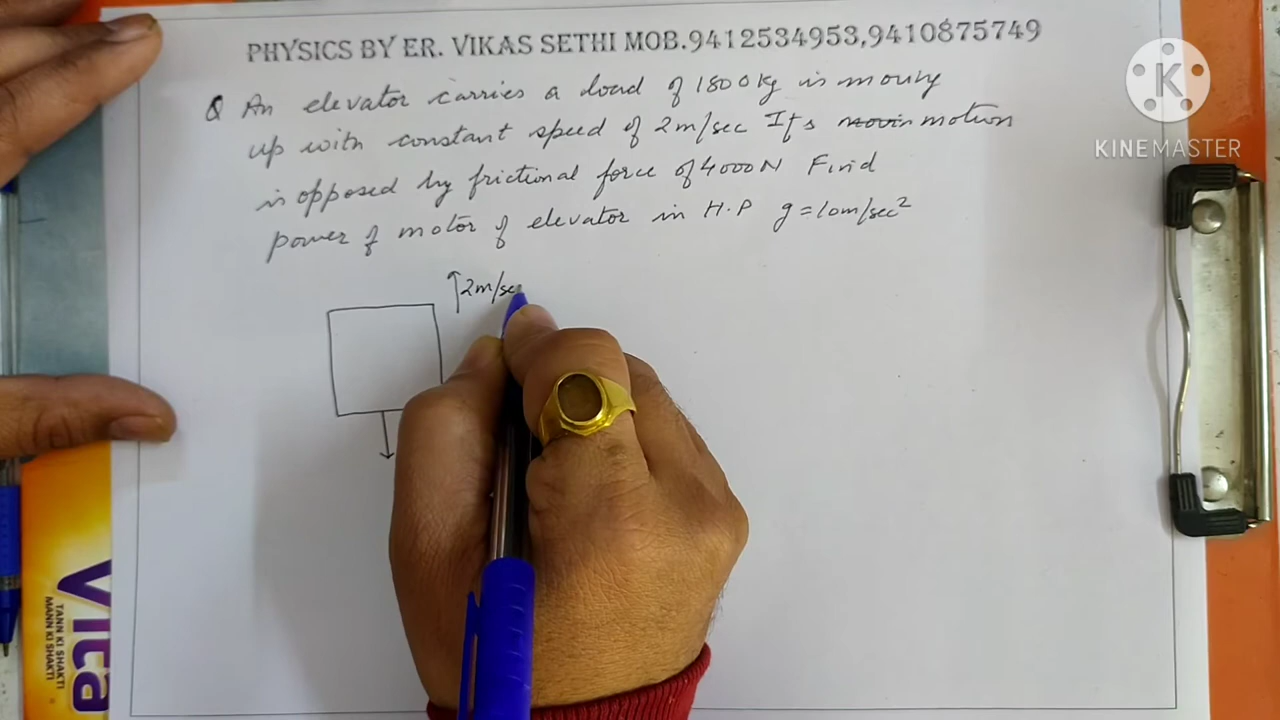 PHYSICS BY ER. VIKAS SETHI MOB.9412534953,9410875749
Q An elevator carries a load of 1800kg is moving
up with constant speed of 2m/sec Its motion
is opposed by frictional force of 4000N Find
power of motor of elevator in H.P g=10m/sec²
↑2m/sec
K
KINEMASTER
Vita
TANN KI SHAKTI
MANN KI SHAKTI